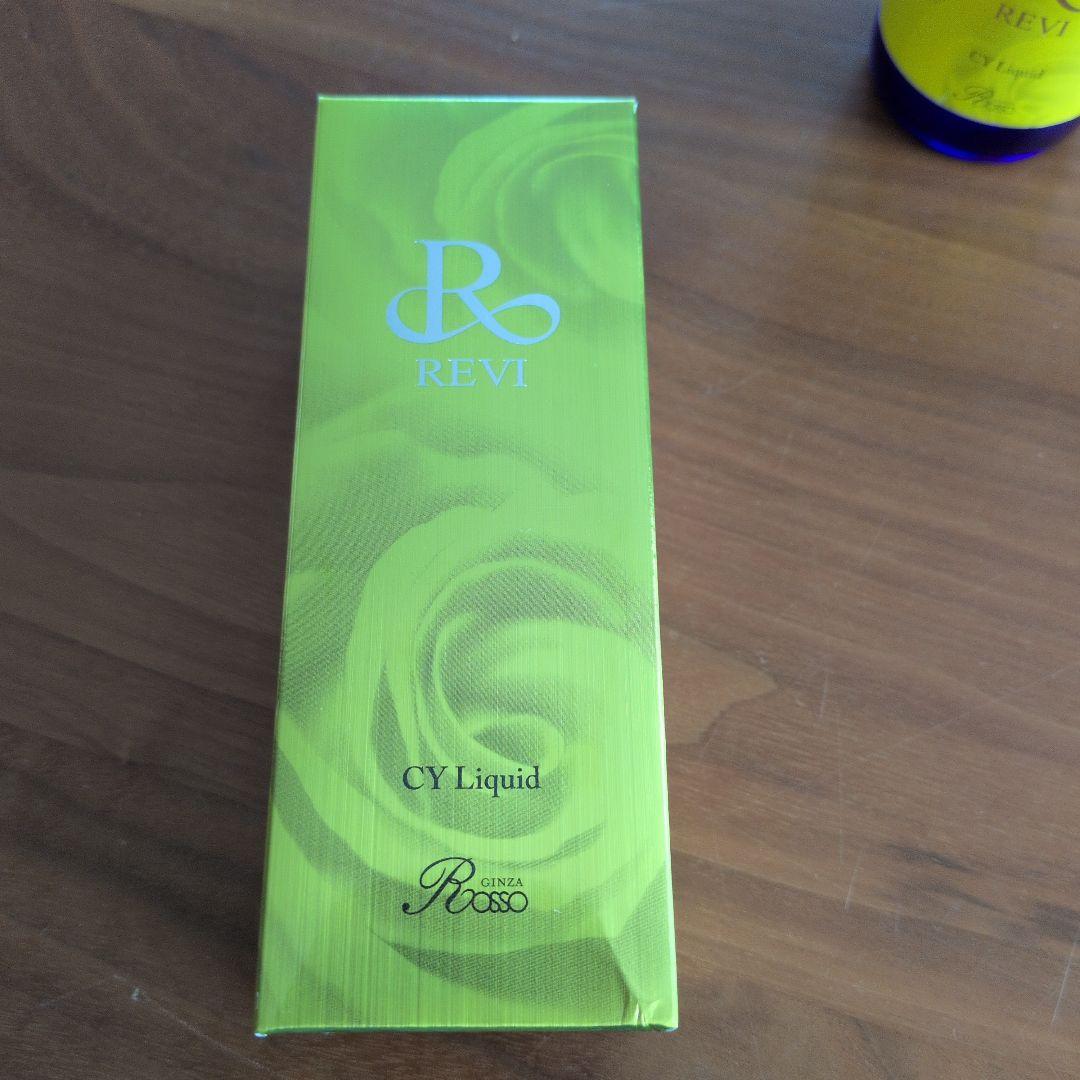 R
REVI
CY Liquid
GINZA
Rosso
REVI
CY Liquid
Rosso